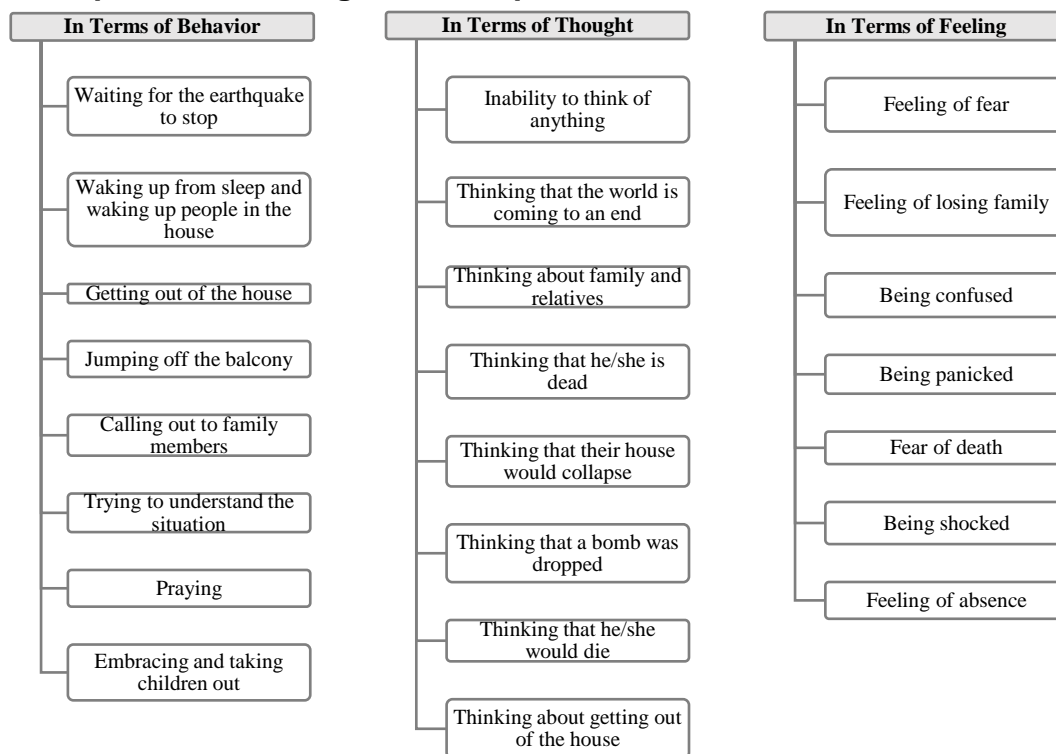 In Terms of Behavior
Waiting for the earthquake
to stop
Waking up from sleep and
waking up people in the
house
Getting out of the house
Jumping off the balcony
Calling out to family
members
Trying to understand the
situation
Praying
Embracing and taking
children out
In Terms of Thought
Inability to think of
anything
Thinking that the world is
coming to an end
Thinking about family and
relatives
Thinking that he/she is
dead
Thinking that their house
would collapse
Thinking that a bomb was
dropped
Thinking that he/she
would die
Thinking about getting out
of the house
In Terms of Feeling
Feeling of fear
Feeling of losing family
Being confused
Being panicked
Fear of death
Being shocked
Feeling of absence